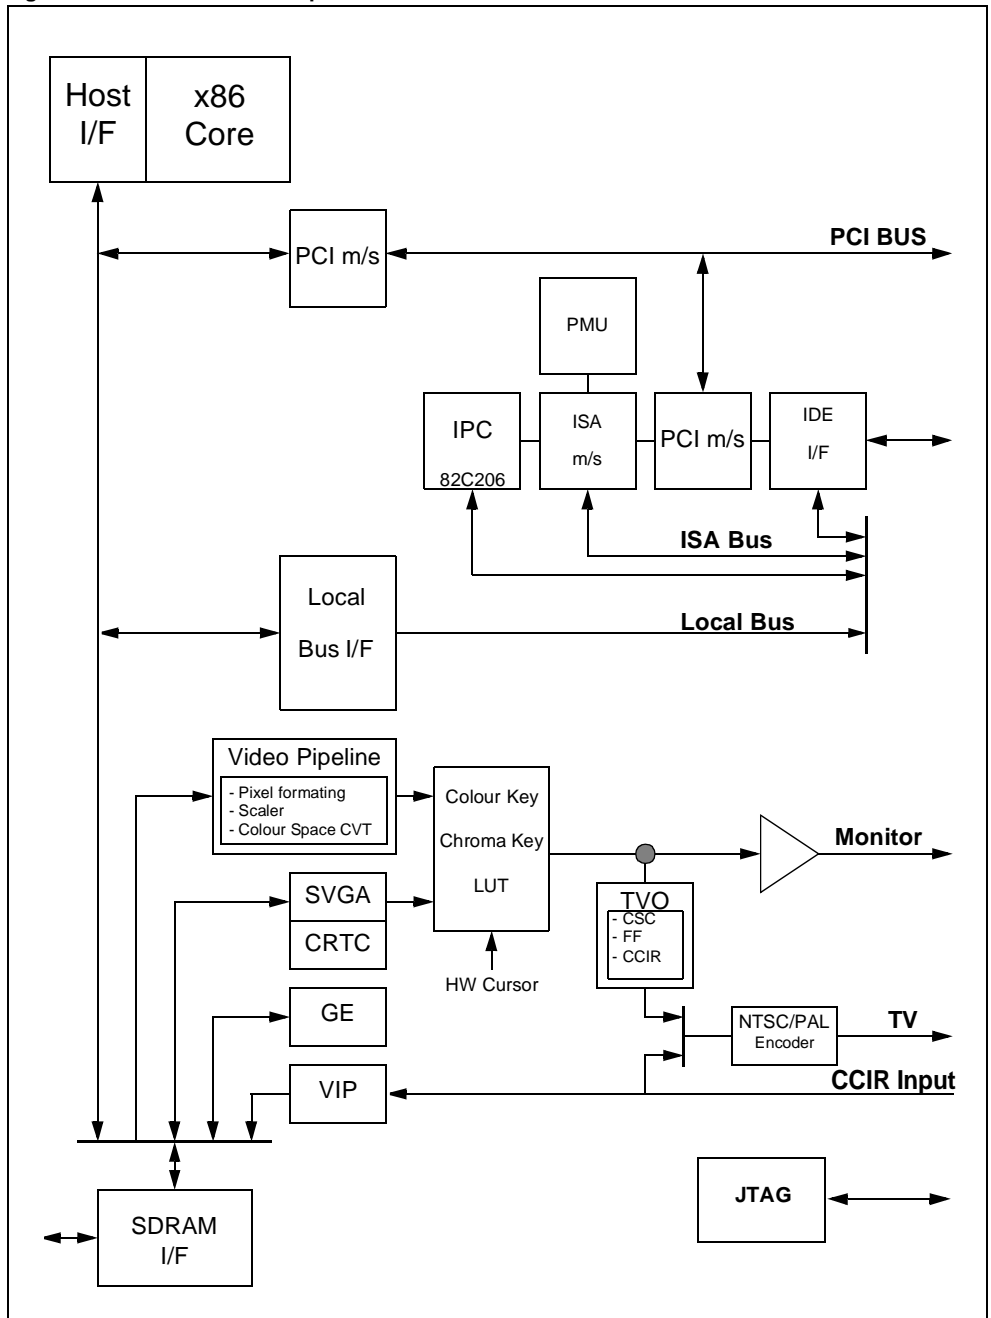 Host
I/F
x86
Core
PCI m/s
PCI BUS
PMU
IPC
82C206
ISA
m/s
PCI m/s
IDE
I/F
ISA Bus
Local
Bus I/F
Local Bus
Video Pipeline
- Pixel formating
- Scaler
- Colour Space CVT
Colour Key
Chroma Key
LUT
Monitor
SVGA
CRTC
TVO
- CSC
- FF
- CCIR
HW Cursor
GE
NTSC/PAL
Encoder
TV
VIP
CCIR Input
JTAG
SDRAM
I/F